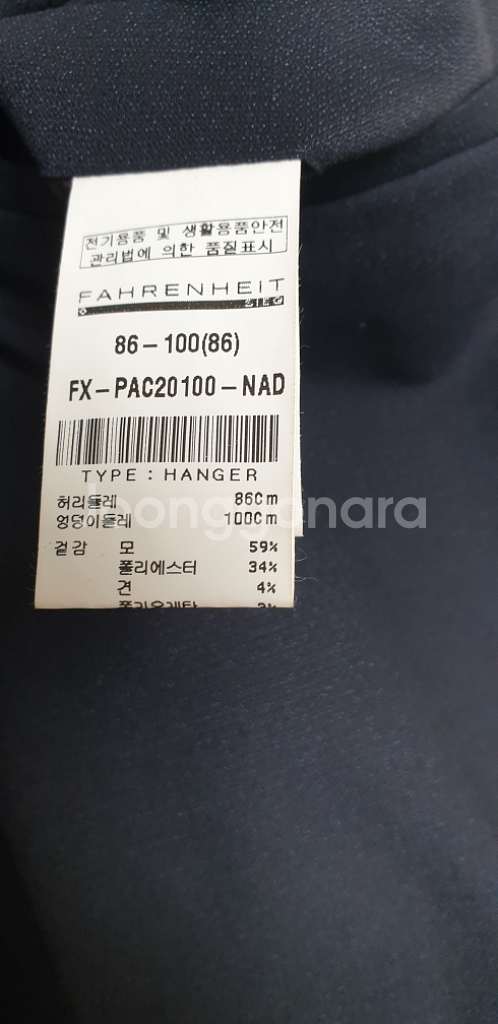 전기용품 및 생활용품안전
관리법에 의한 품질표시
FAHRENHEIT
86-100(86)
FX-PAC20100-NAD
TYPE : HANGER
허리둘레 86Cm
엉덩이둘레 100Cm
joonggonara
겉감 모 59%
폴리에스터 34%
견 4%